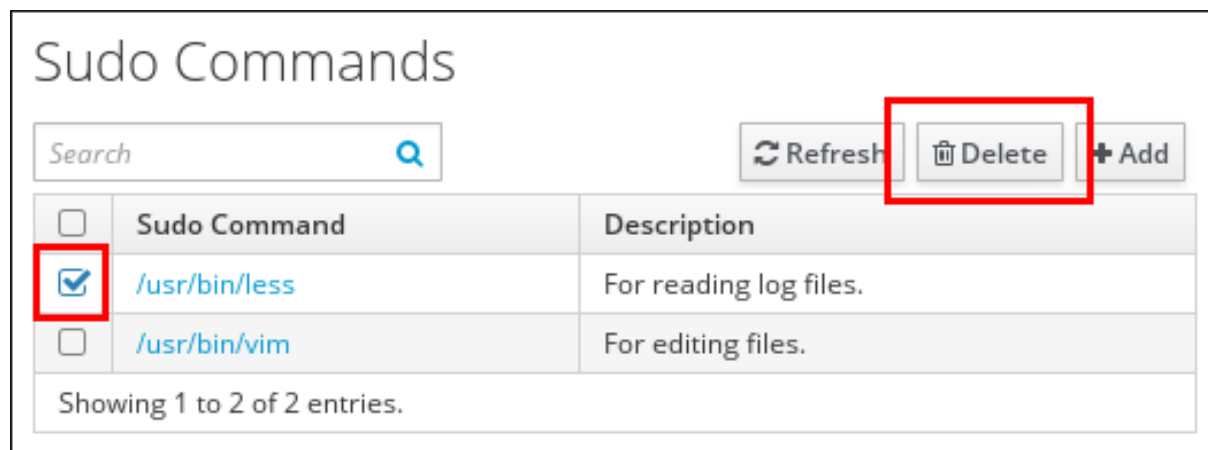 Sudo Commands
Search Refresh Delete Add
Sudo Command Description
/usr/bin/less For reading log files.
/usr/bin/vim For editing files.
Showing 1 to 2 of 2 entries.